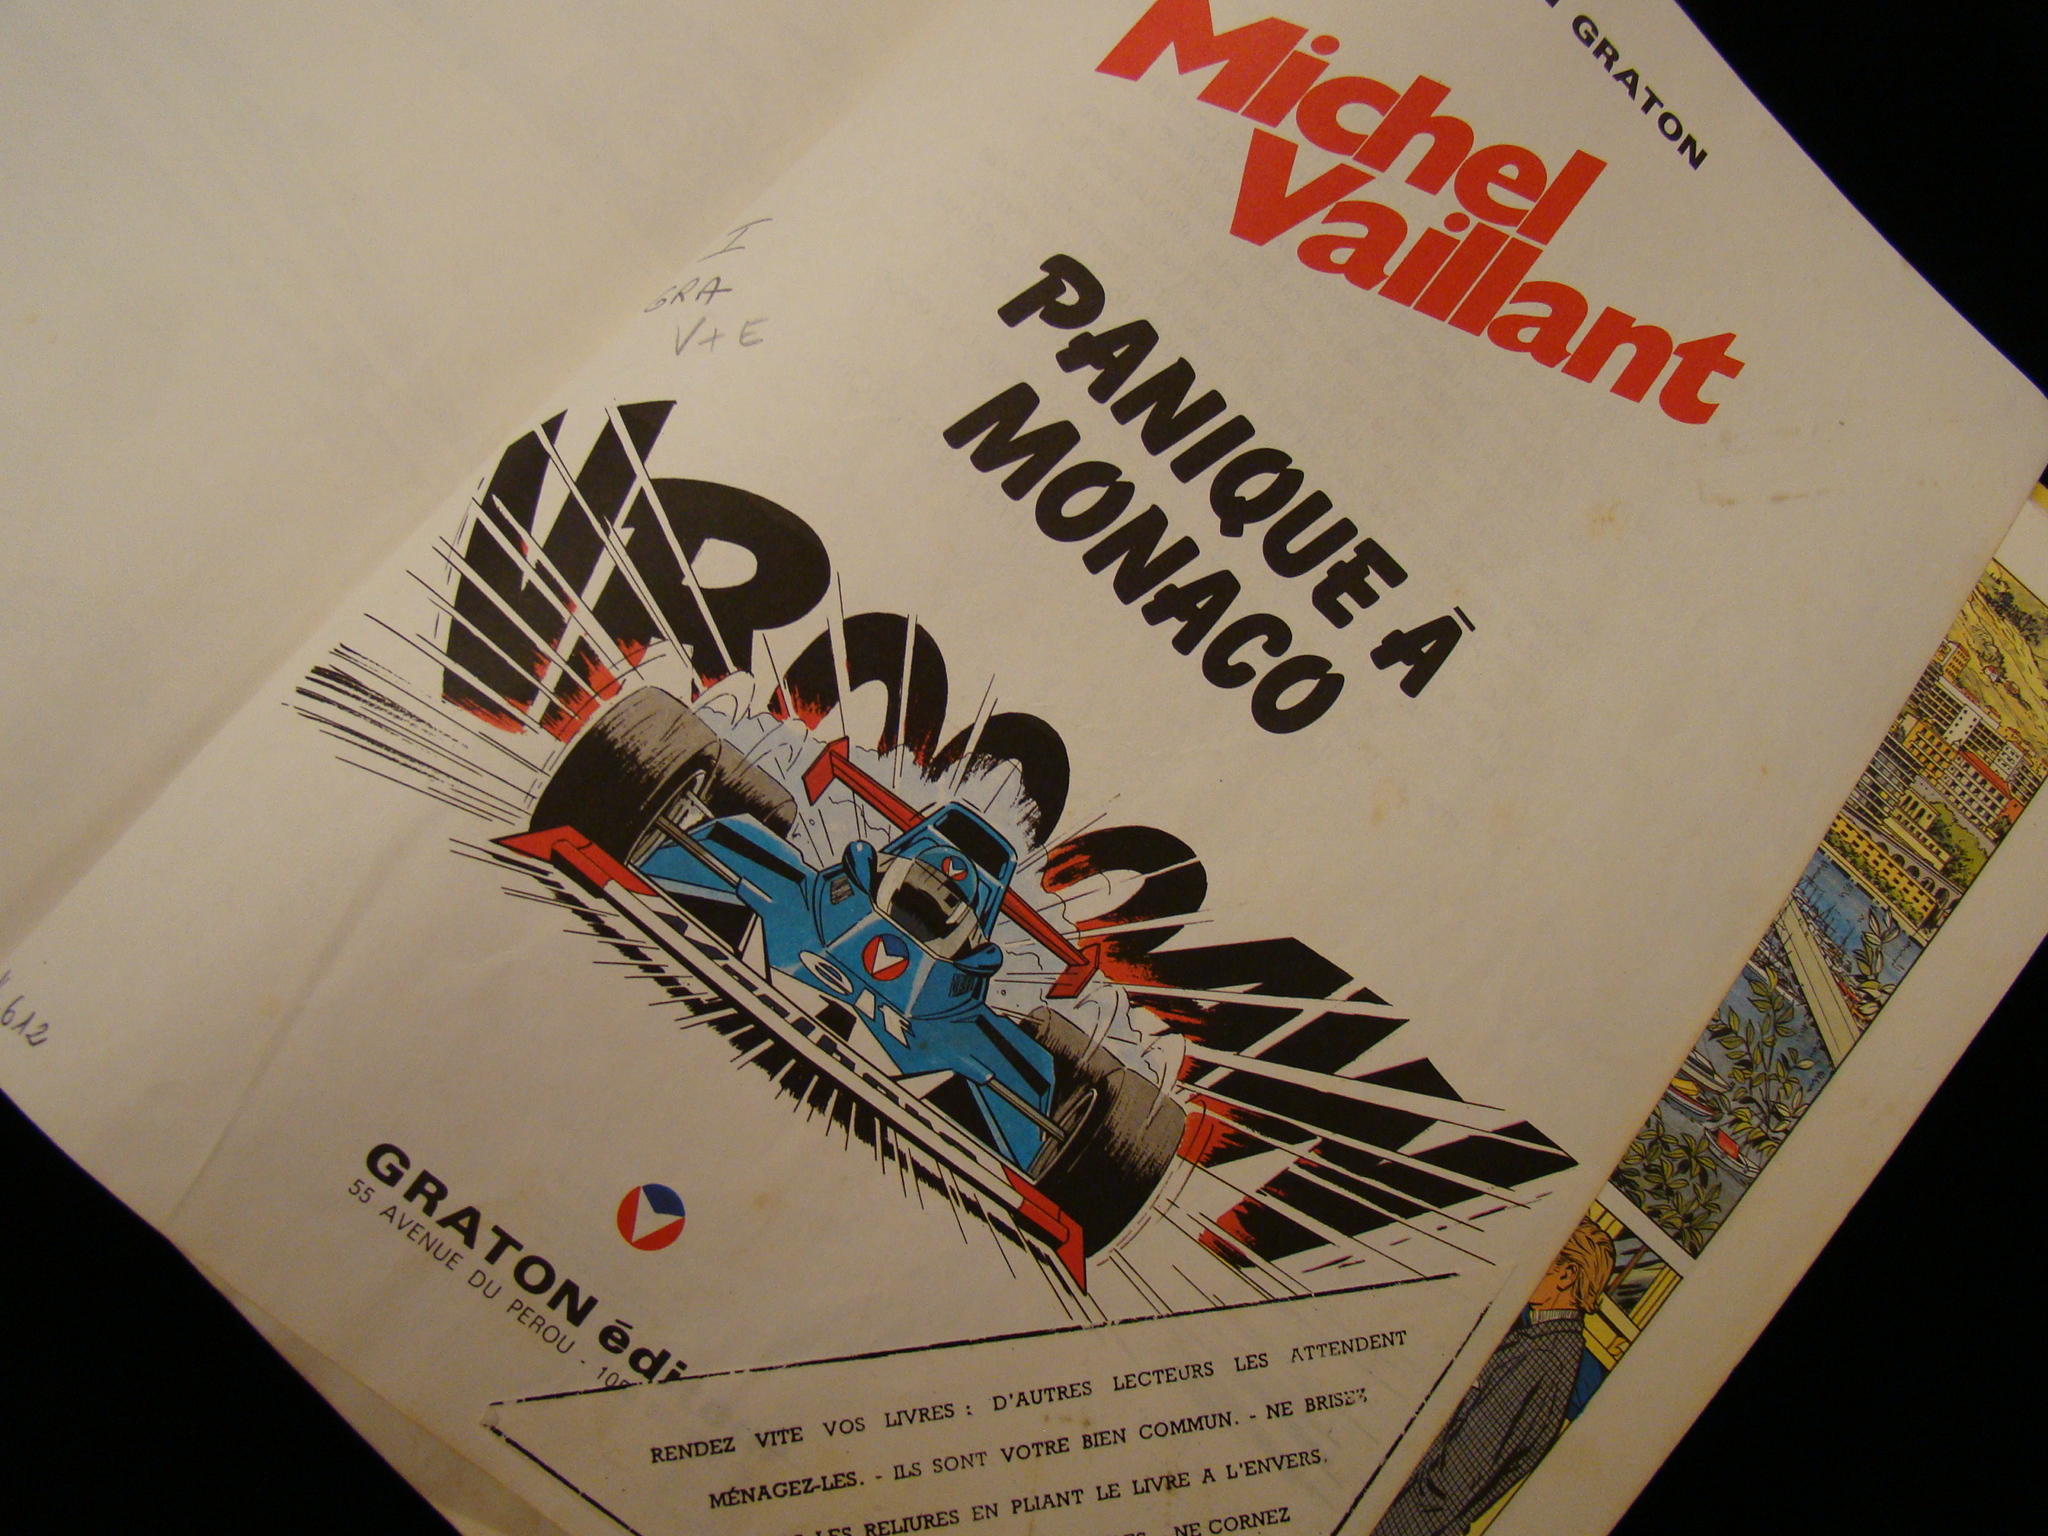 GRATON
Michel
Vaillant
PANIQUE À
MONACO
I
GRA
V+E
VROOOAW
612
GRATON édi
55 AVENUE DU PEROU - 105
RENDEZ VITE VOS LIVRES : D'AUTRES LECTEURS LES ATTENDENT
MÉNAGEZ-LES. - ILS SONT VOTRE BIEN COMMUN. - NE BRISEZ
LES RELIURES EN PLIANT LE LIVRE A L'ENVERS.
NE CORNEZ